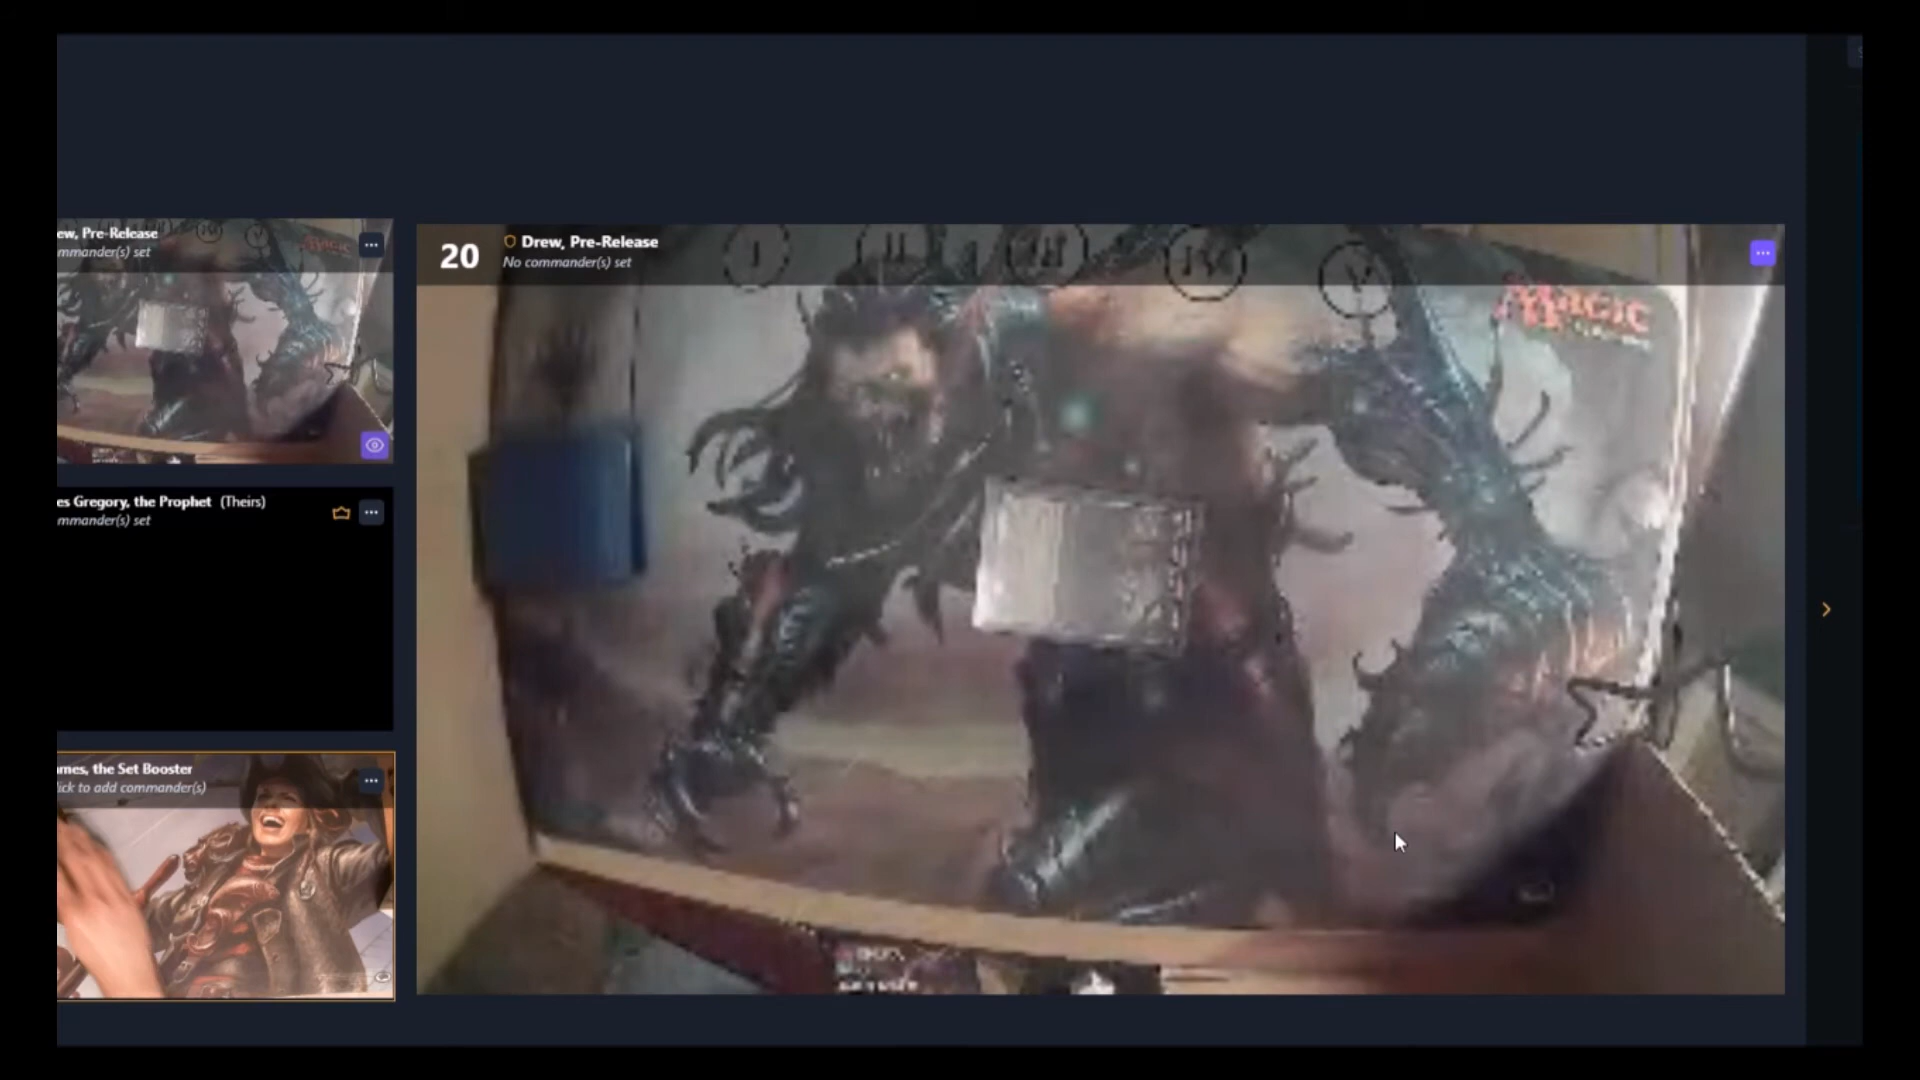 ew, Pre-Release
mmander(s) set
es Gregory, the Prophet (Theirs)
mmander(s) set
mes, the Set Booster
lick to add commander(s)
20
Drew, Pre-Release
No commander(s) set
I II III IV V
MAGIC